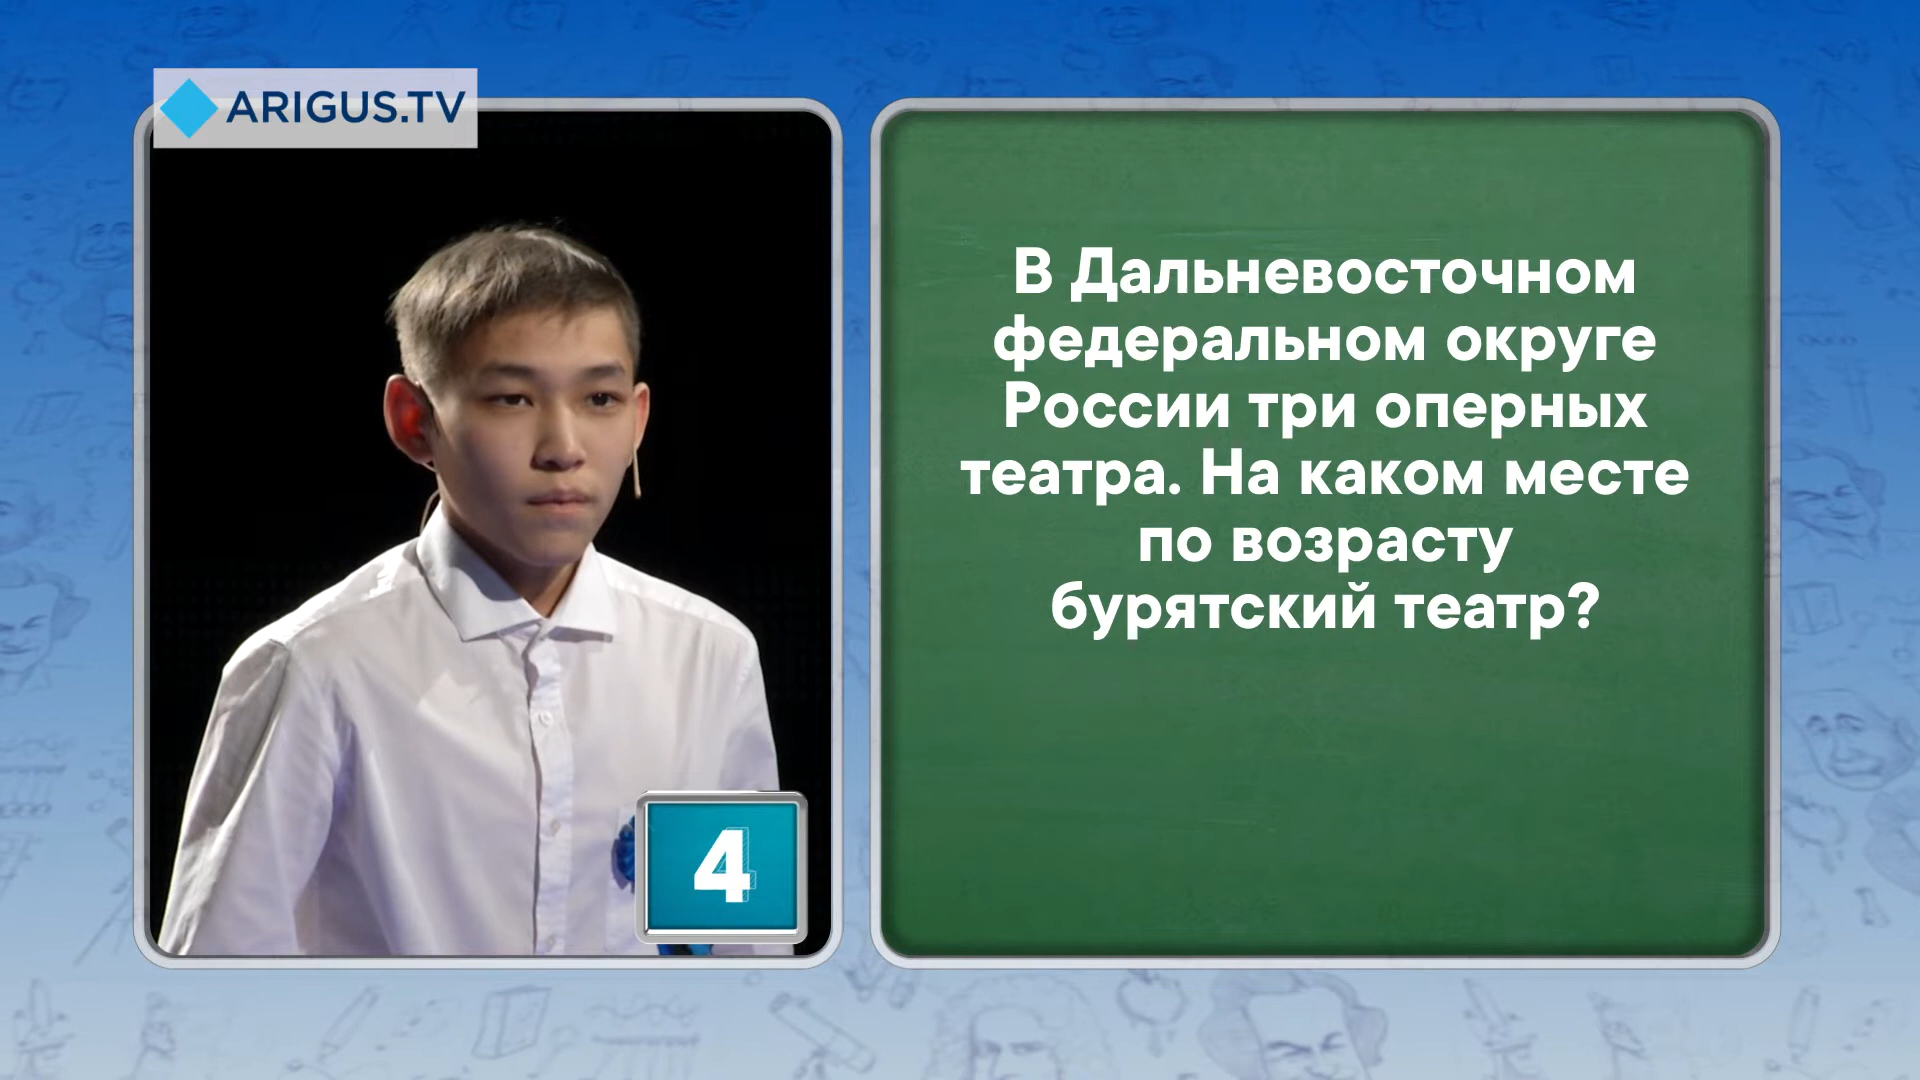 ARIGUS.TV
В Дальневосточном
федеральном округе
России три оперных
театра. На каком месте
по возрасту
бурятский театр?
4